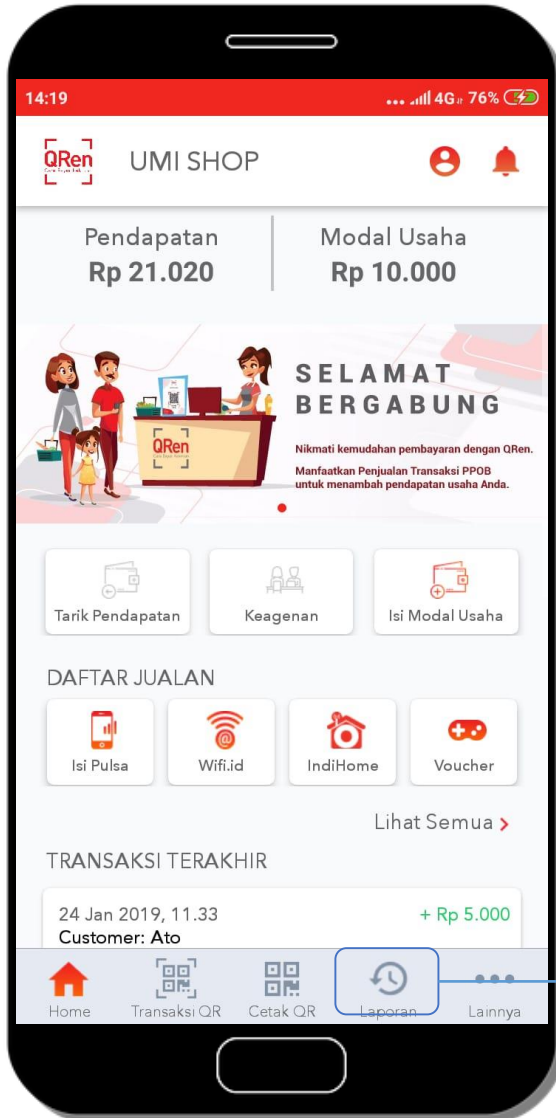 14:19
4G 76%
QRen
UMI SHOP
Pendapatan
Rp 21.020
Modal Usaha
Rp 10.000
QRen
SELAMAT
BERGABUNG
Nikmati kemudahan pembayaran dengan QRen.
Manfaatkan Penjualan Transaksi PPOB
untuk menambah pendapatan usaha Anda.
Tarik Pendapatan
Keagenan
Isi Modal Usaha
DAFTAR JUALAN
Isi Pulsa
Wifi.id
IndiHome
Voucher
Lihat Semua >
TRANSAKSI TERAKHIR
24 Jan 2019, 11.33
+ Rp 5.000
Customer: Ato
Home
Transaksi QR
Cetak QR
Laporan
Lainnya